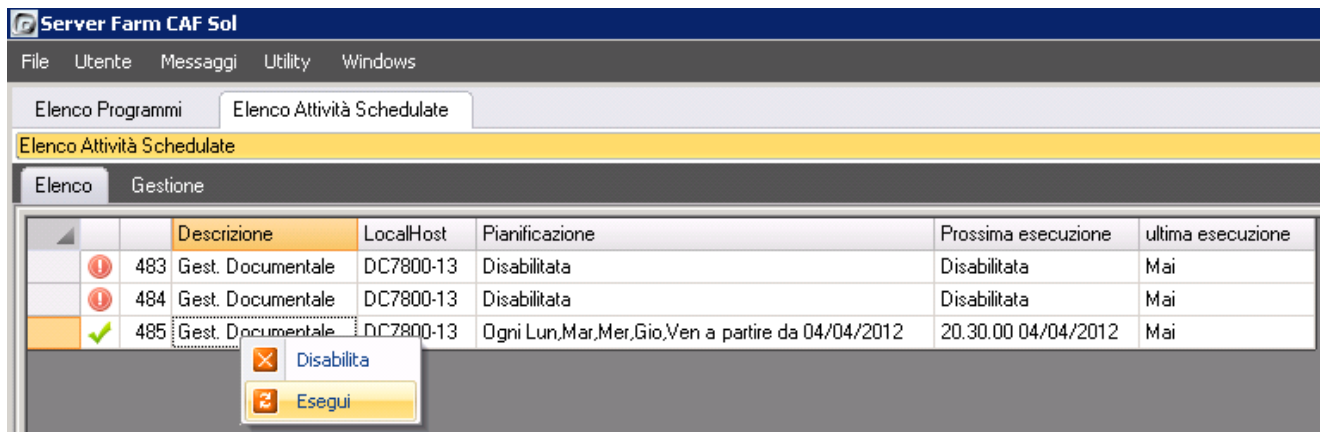 Server Farm CAF Sol
File Utente Messaggi Utility Windows
Elenco Programmi Elenco Attività Schedulate
Elenco Attività Schedulate
Elenco Gestione
Descrizione LocalHost Pianificazione Prossima esecuzione ultima esecuzione
483 Gest. Documentale DC7800-13 Disabilitata Disabilitata Mai
484 Gest. Documentale DC7800-13 Disabilitata Disabilitata Mai
485 Gest. Documentale DC7800-13 Ogni Lun,Mar,Mer,Gio,Ven a partire da 04/04/2012 20.30.00 04/04/2012 Mai
Disabilita
Esegui